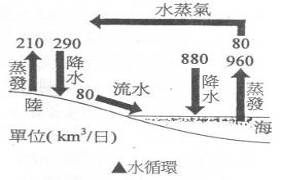 水蒸氣
210 290 880 80 960
蒸發 降水 降水 蒸發
陸 80 流水 海
單位( km³/日)
▲水循環